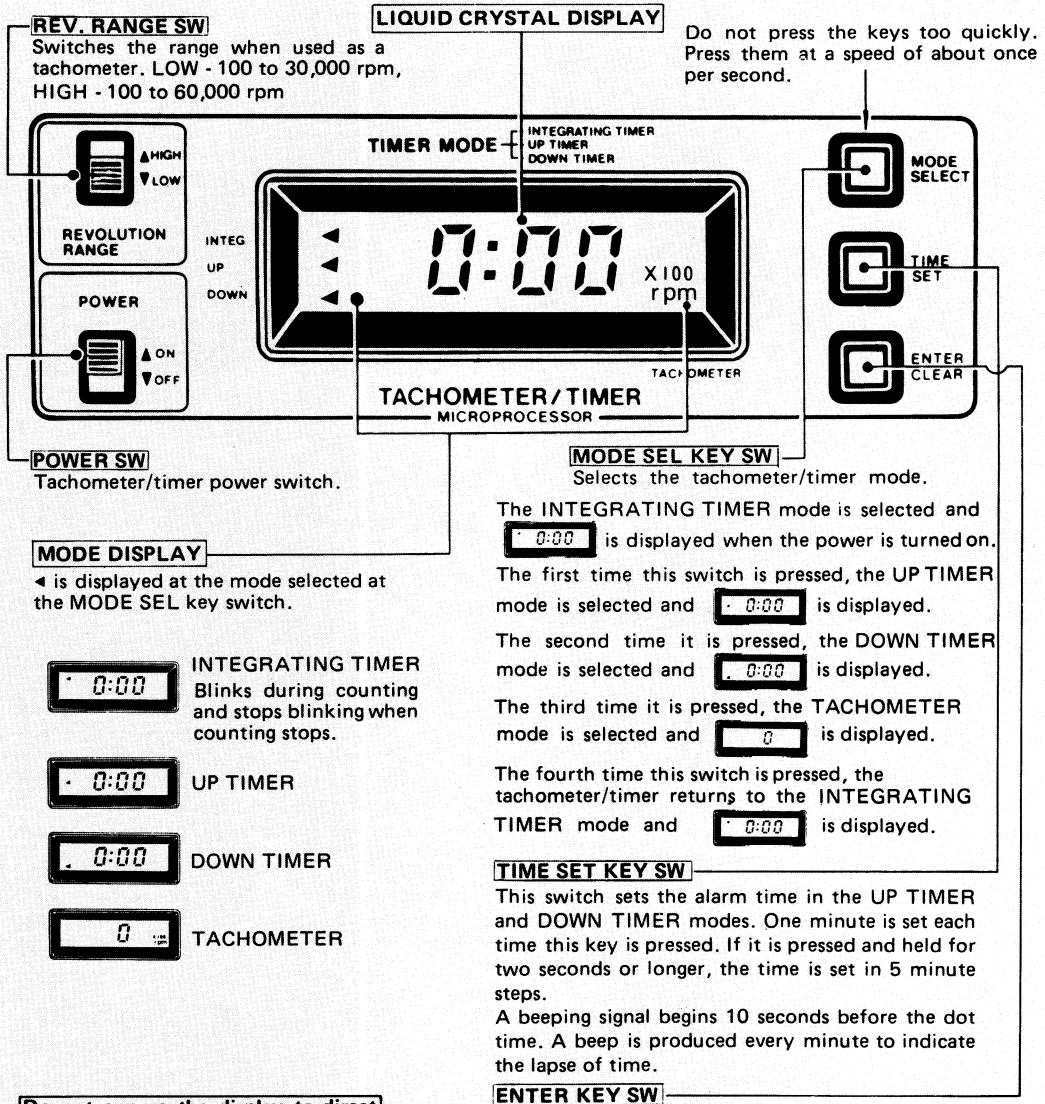 REV. RANGE SW
Switches the range when used as a
tachometer. LOW - 100 to 30,000 rpm,
HIGH - 100 to 60,000 rpm
LIQUID CRYSTAL DISPLAY
Do not press the keys too quickly.
Press them at a speed of about once
per second.
TIMER MODE
INTEGRATING TIMER
UP TIMER
DOWN TIMER
▲HIGH
▼LOW
REVOLUTION
RANGE
POWER
▲ ON
▼OFF
INTEG ◄
UP ◄
DOWN ◄
0:00
X100
rpm
TACHOMETER
TACHOMETER / TIMER
MICROPROCESSOR
MODE
SELECT
TIME
SET
ENTER
CLEAR
POWER SW
Tachometer/timer power switch.
MODE DISPLAY
◄ is displayed at the mode selected at
the MODE SEL key switch.
0:00
INTEGRATING TIMER
Blinks during counting
and stops blinking when
counting stops.
0:00 UP TIMER
0:00 DOWN TIMER
0 TACHOMETER
MODE SEL KEY SW
Selects the tachometer/timer mode.
The INTEGRATING TIMER mode is selected and
0:00 is displayed when the power is turned on.
The first time this switch is pressed, the UP TIMER
mode is selected and 0:00 is displayed.
The second time it is pressed, the DOWN TIMER
mode is selected and 0:00 is displayed.
The third time it is pressed, the TACHOMETER
mode is selected and 0 is displayed.
The fourth time this switch is pressed, the
tachometer/timer returns to the INTEGRATING
TIMER mode and 0:00 is displayed.
TIME SET KEY SW
This switch sets the alarm time in the UP TIMER
and DOWN TIMER modes. One minute is set each
time this key is pressed. If it is pressed and held for
two seconds or longer, the time is set in 5 minute
steps.
A beeping signal begins 10 seconds before the dot
time. A beep is produced every minute to indicate
the lapse of time.
ENTER KEY SW